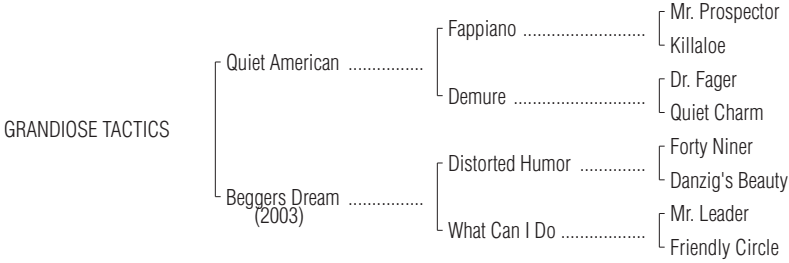 Mr. Prospector
Fappiano ..........................
Killaloe
Quiet American ................
Dr. Fager
Demure ............................
Quiet Charm
GRANDIOSE TACTICS
Forty Niner
Distorted Humor ..............
Danzig's Beauty
Beggers Dream ................
(2003)
Mr. Leader
What Can I Do ..................
Friendly Circle